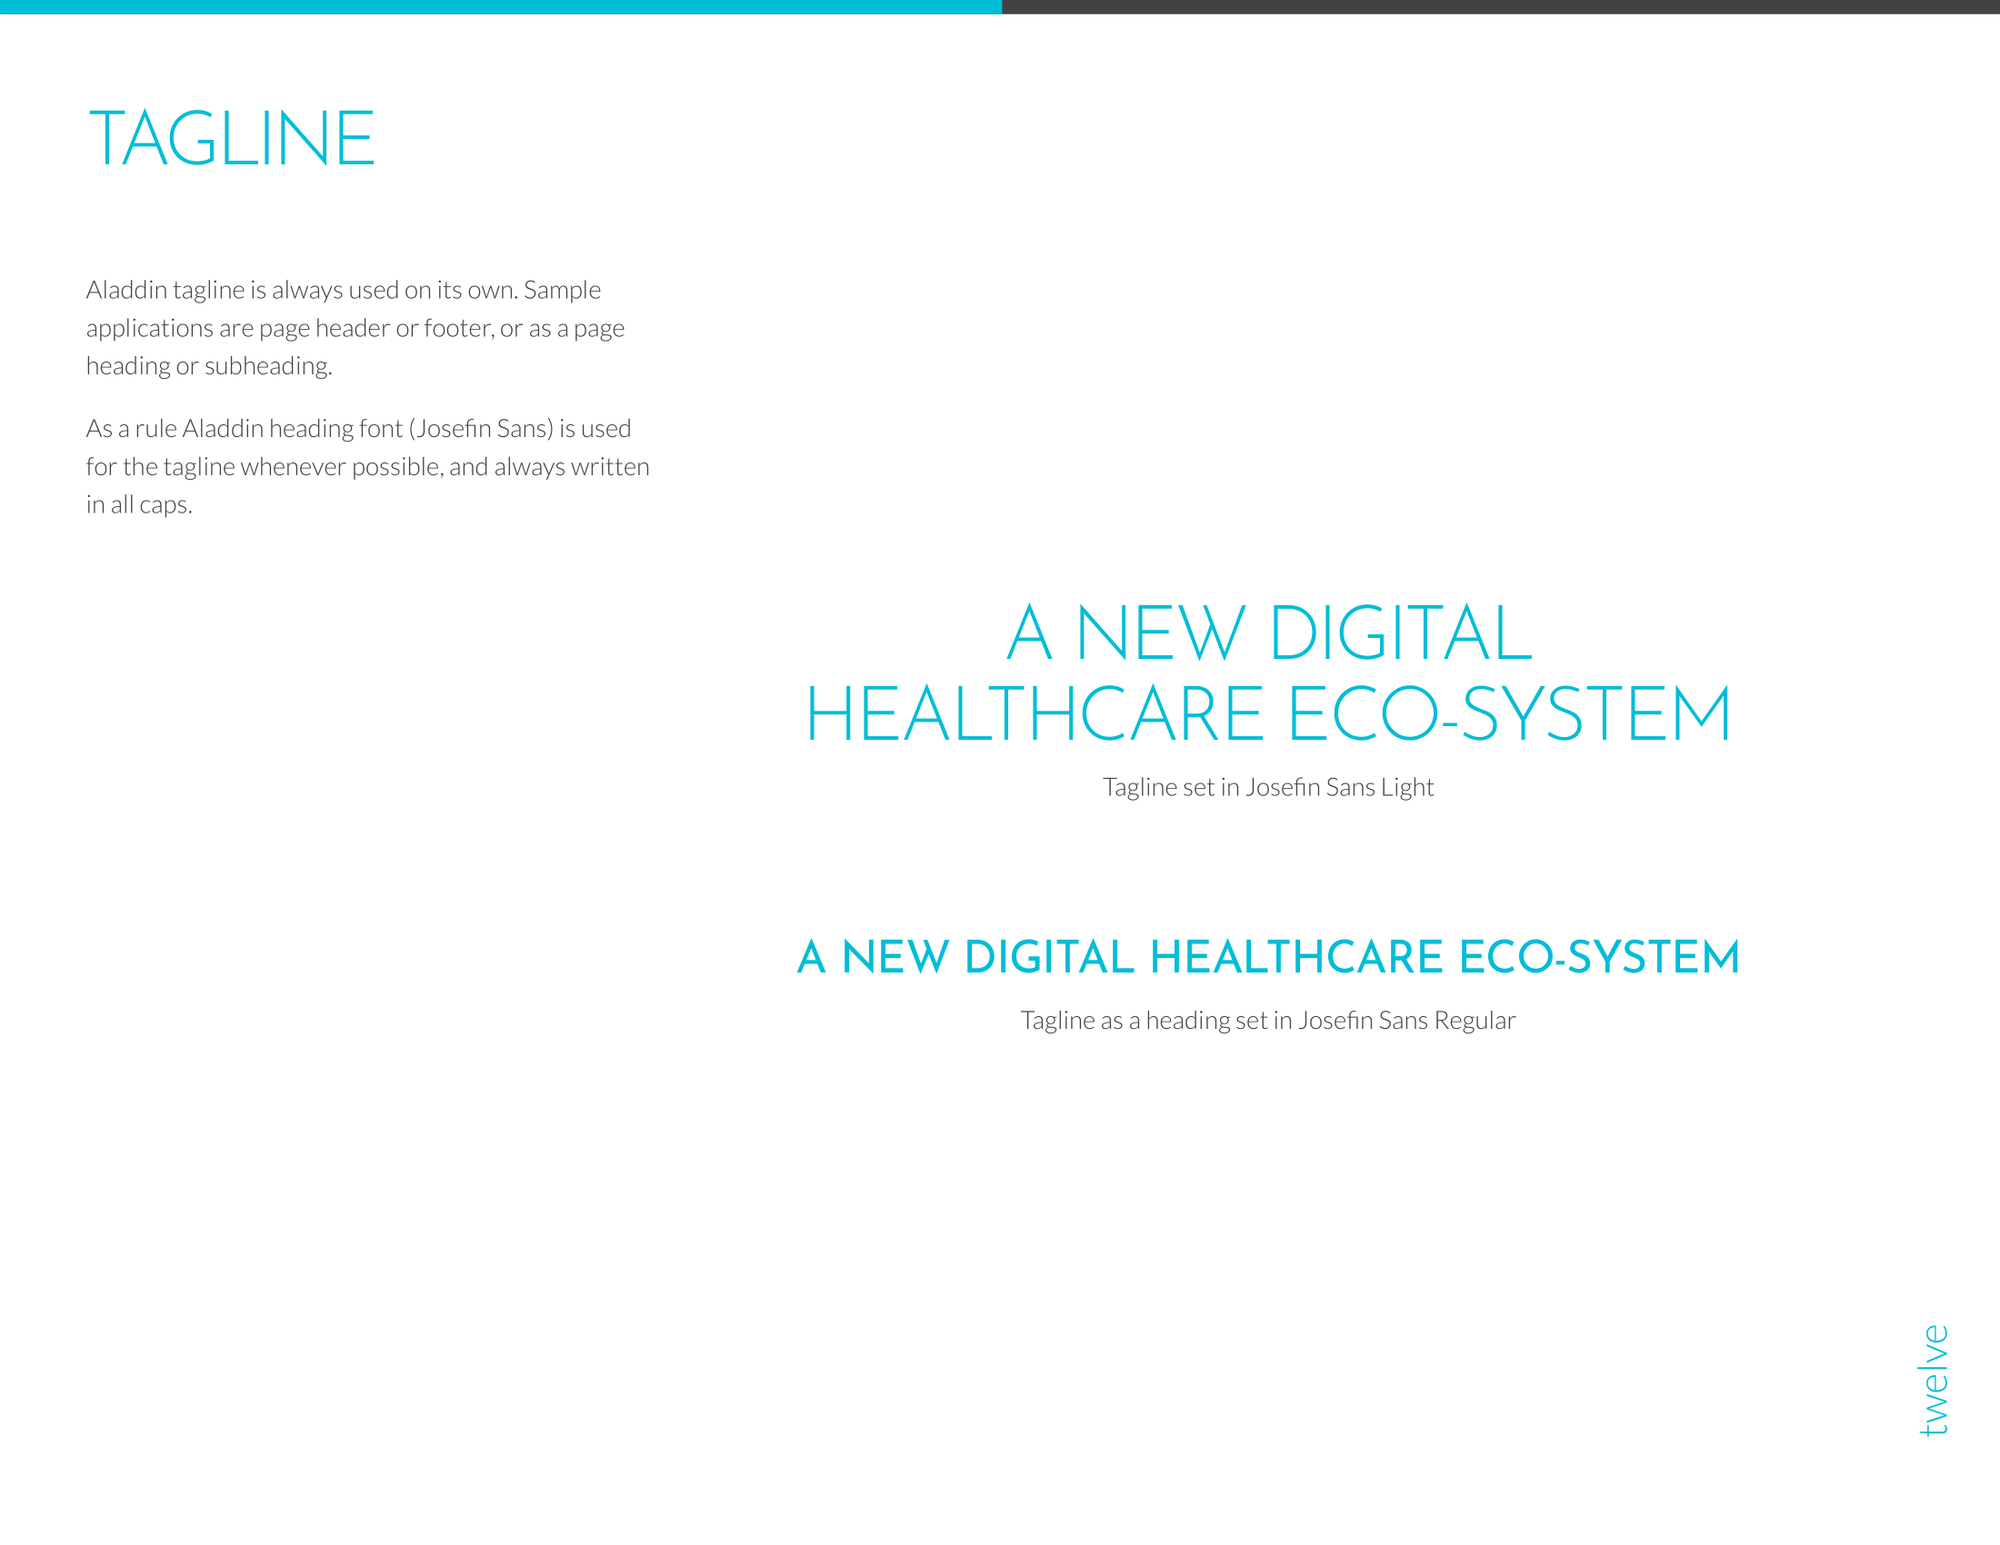 TAGLINE
Aladdin tagline is always used on its own. Sample
applications are page header or footer, or as a page
heading or subheading.
As a rule Aladdin heading font (Josefin Sans) is used
for the tagline whenever possible, and always written
in all caps.
A NEW DIGITAL
HEALTHCARE ECO-SYSTEM
Tagline set in Josefin Sans Light
A NEW DIGITAL HEALTHCARE ECO-SYSTEM
Tagline as a heading set in Josefin Sans Regular
twelve